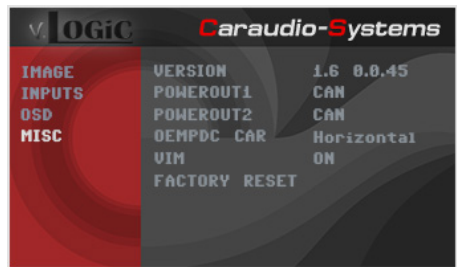 v.LOGiC Caraudio-Systems
IMAGE
INPUTS
OSD
MISC
VERSION 1.6 0.0.45
POWEROUT1 CAN
POWEROUT2 CAN
OEMPDC CAR Horizontal
VIM ON
FACTORY RESET